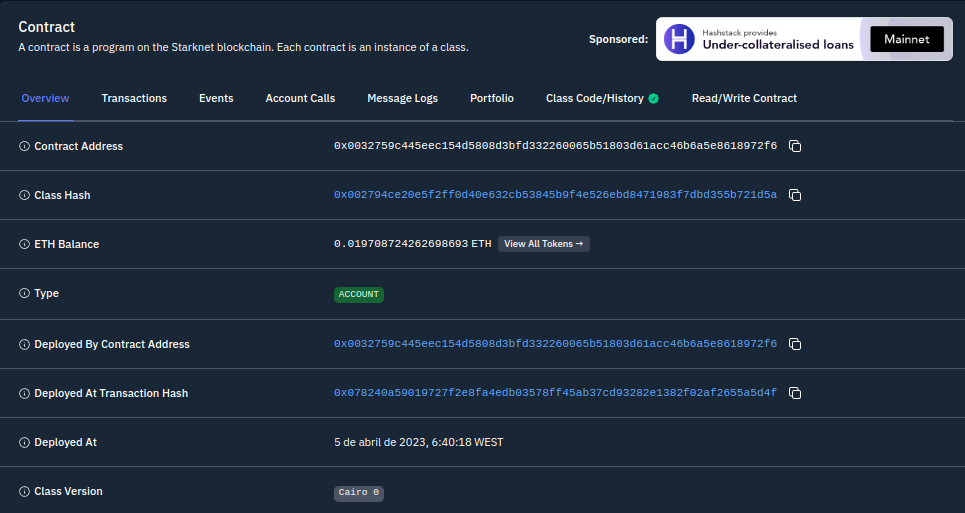 Contract
A contract is a program on the Starknet blockchain. Each contract is an instance of a class.
Sponsored:
Hashstack provides
Under-collateralised loans
Mainnet
Overview Transactions Events Account Calls Message Logs Portfolio Class Code/History Read/Write Contract
Contract Address 0x0032759c445eec154d5808d3bfd332260065b51803d61acc46b6a5e8618972f6
Class Hash 0x002794ce20e5f2ff0d40e632cb53845b9f4e526ebd8471983f7dbd355b721d5a
ETH Balance 0.019708724262698693 ETH View All Tokens →
Type ACCOUNT
Deployed By Contract Address 0x0032759c445eec154d5808d3bfd332260065b51803d61acc46b6a5e8618972f6
Deployed At Transaction Hash 0x078240a59019727f2e8fa4edb03578ff45ab37cd93282e1382f02af2655a5d4f
Deployed At 5 de abril de 2023, 6:40:18 WEST
Class Version Cairo 0